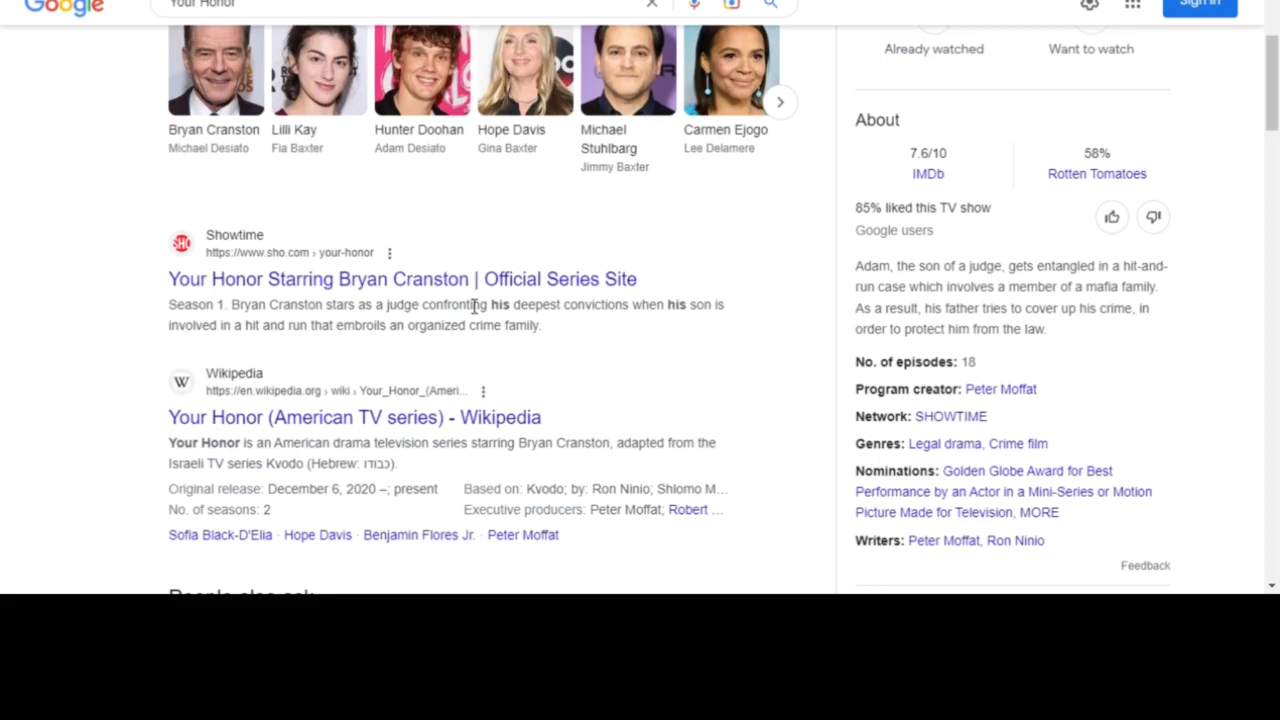 Google
Your Honor
Sign in
Bryan Cranston
Michael Desiato
Lilli Kay
Fia Baxter
Hunter Doohan
Adam Desiato
Hope Davis
Gina Baxter
Michael
Stuhlbarg
Jimmy Baxter
Carmen Ejogo
Lee Delamere
Showtime
https://www.sho.com › your-honor
Your Honor Starring Bryan Cranston | Official Series Site
Season 1. Bryan Cranston stars as a judge confronting his deepest convictions when his son is
involved in a hit and run that embroils an organized crime family.
W
Wikipedia
https://en.wikipedia.org › wiki › Your_Honor_(Ameri...
Your Honor (American TV series) - Wikipedia
Your Honor is an American drama television series starring Bryan Cranston, adapted from the
Israeli TV series Kvodo (Hebrew: כבודו).
Original release: December 6, 2020 –; present
Based on: Kvodo; by: Ron Ninio; Shlomo M...
No. of seasons: 2
Executive producers: Peter Moffat; Robert ...
Sofia Black-D'Elia · Hope Davis · Benjamin Flores Jr. · Peter Moffat
People also ask
Already watched
Want to watch
About
7.6/10
IMDb
58%
Rotten Tomatoes
85% liked this TV show
Google users
Adam, the son of a judge, gets entangled in a hit-and-
run case which involves a member of a mafia family.
As a result, his father tries to cover up his crime, in
order to protect him from the law.
No. of episodes: 18
Program creator: Peter Moffat
Network: SHOWTIME
Genres: Legal drama, Crime film
Nominations: Golden Globe Award for Best
Performance by an Actor in a Mini-Series or Motion
Picture Made for Television, MORE
Writers: Peter Moffat, Ron Ninio
Feedback